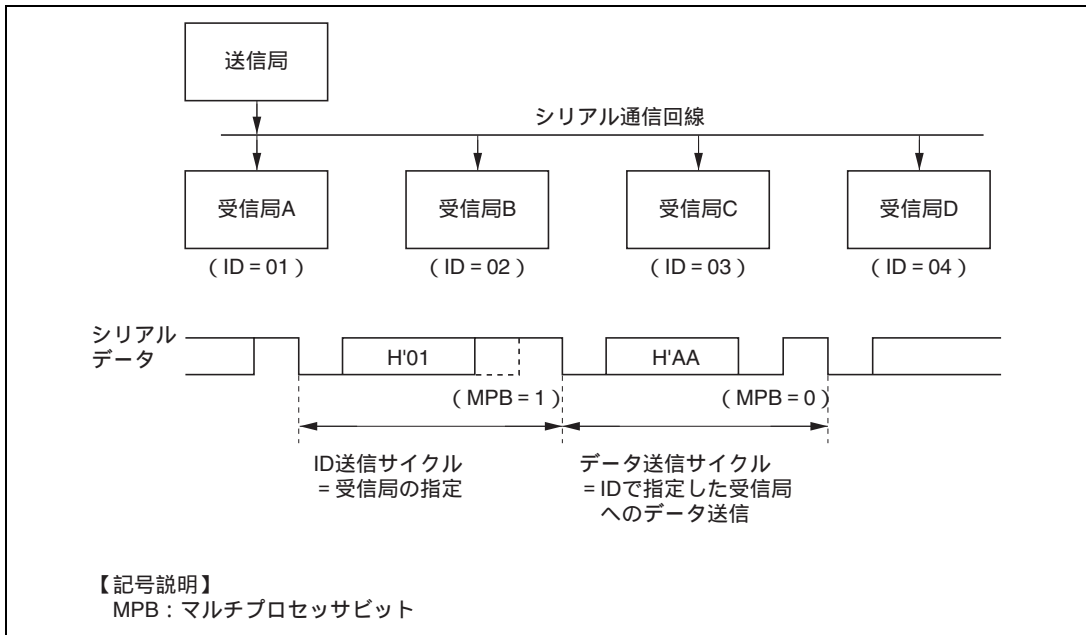 送信局
シリアル通信回線
受信局A
受信局B
受信局C
受信局D
(ID=01)
(ID=02)
(ID=03)
(ID=04)
シリアル
データ
H'01
H'AA
(MPB=1)
(MPB=0)
ID送信サイクル
=受信局の指定
データ送信サイクル
=IDで指定した受信局
へのデータ送信
【記号説明】
MPB:マルチプロセッサビット